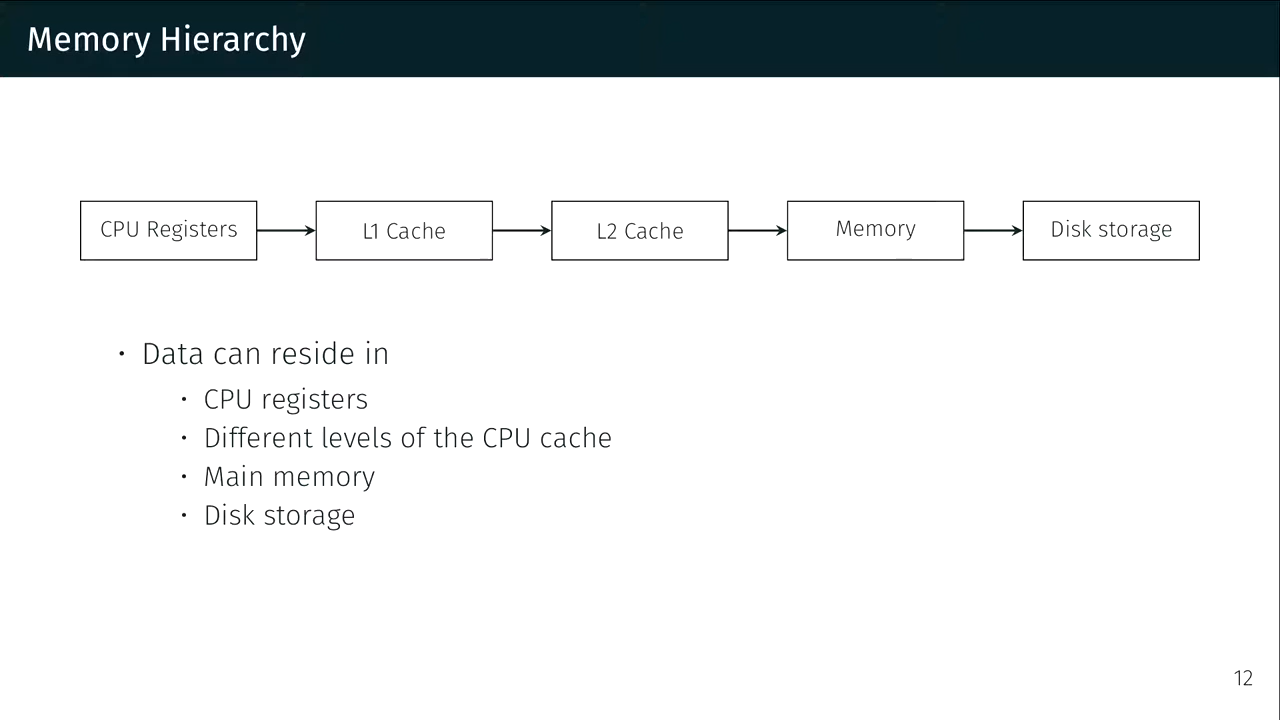 Memory Hierarchy
CPU Registers
L1 Cache
L2 Cache
Memory
Disk storage
• Data can reside in
• CPU registers
• Different levels of the CPU cache
• Main memory
• Disk storage
12